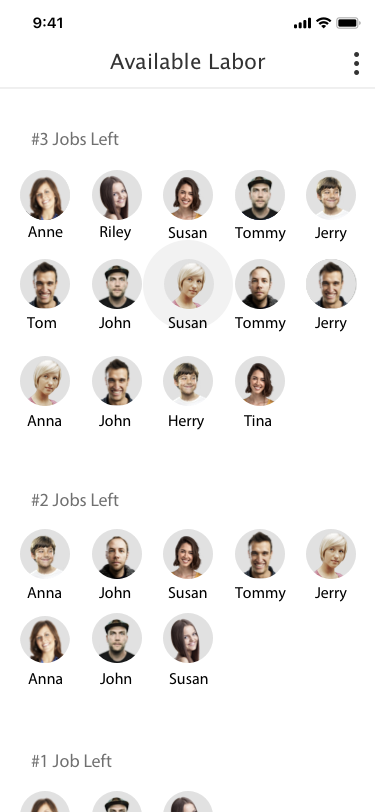 9:41
Available Labor
#3 Jobs Left
Anne Riley Susan Tommy Jerry
Tom John Susan Tommy Jerry
Anna John Herry Tina
#2 Jobs Left
Anna John Susan Tommy Jerry
Anna John Susan
#1 Job Left